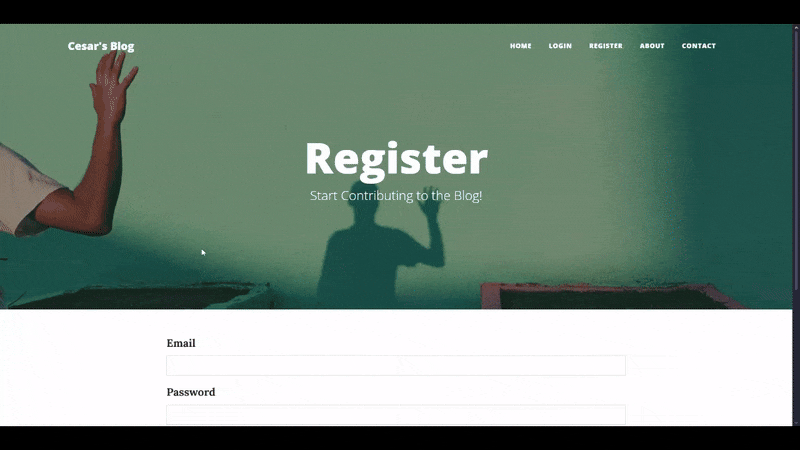 Cesar's Blog
HOME LOGIN REGISTER ABOUT CONTACT
Register
Start Contributing to the Blog!
Email
Password